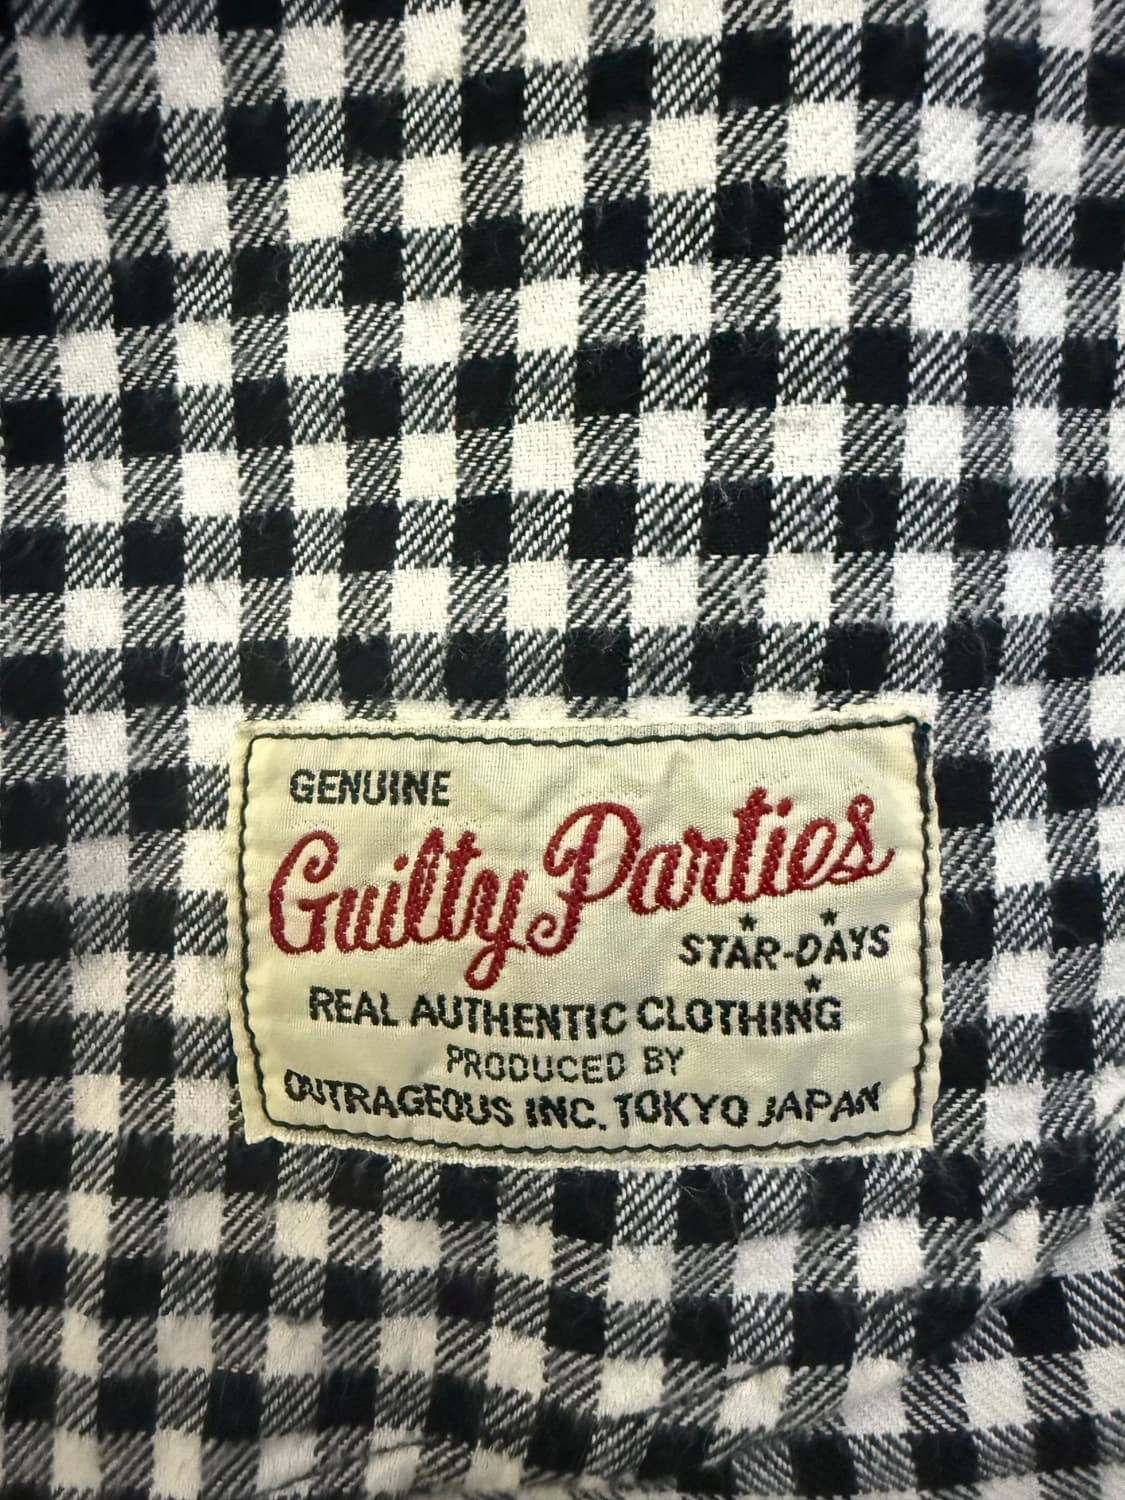 GENUINE
Guilty Parties
STAR-DAYS
REAL AUTHENTIC CLOTHING
PRODUCED BY
OUTRAGEOUS INC. TOKYO JAPAN